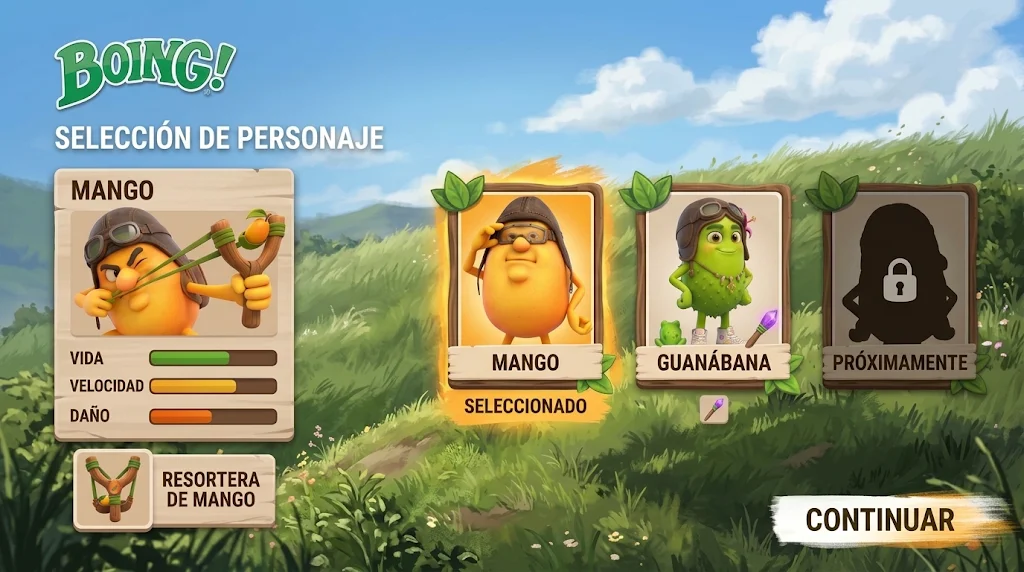 BOING!
SELECCIÓN DE PERSONAJE
MANGO
VIDA
VELOCIDAD
DAÑO
RESORTERA
DE MANGO
MANGO
SELECCIONADO
GUANÁBANA
PRÓXIMAMENTE
CONTINUAR